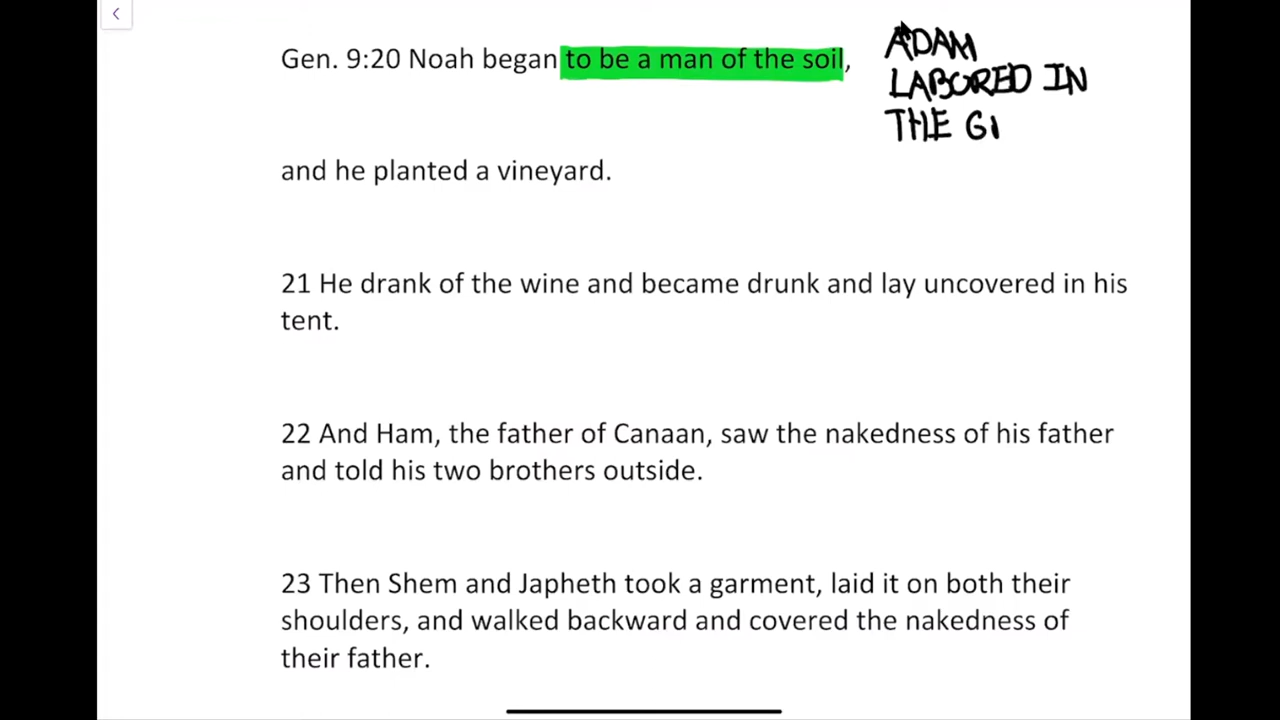 Gen. 9:20 Noah began to be a man of the soil,
ADAM
LABORED IN
THE
and he planted a vineyard.
21 He drank of the wine and became drunk and lay uncovered in his
tent.
22 And Ham, the father of Canaan, saw the nakedness of his father
and told his two brothers outside.
23 Then Shem and Japheth took a garment, laid it on both their
shoulders, and walked backward and covered the nakedness of
their father.